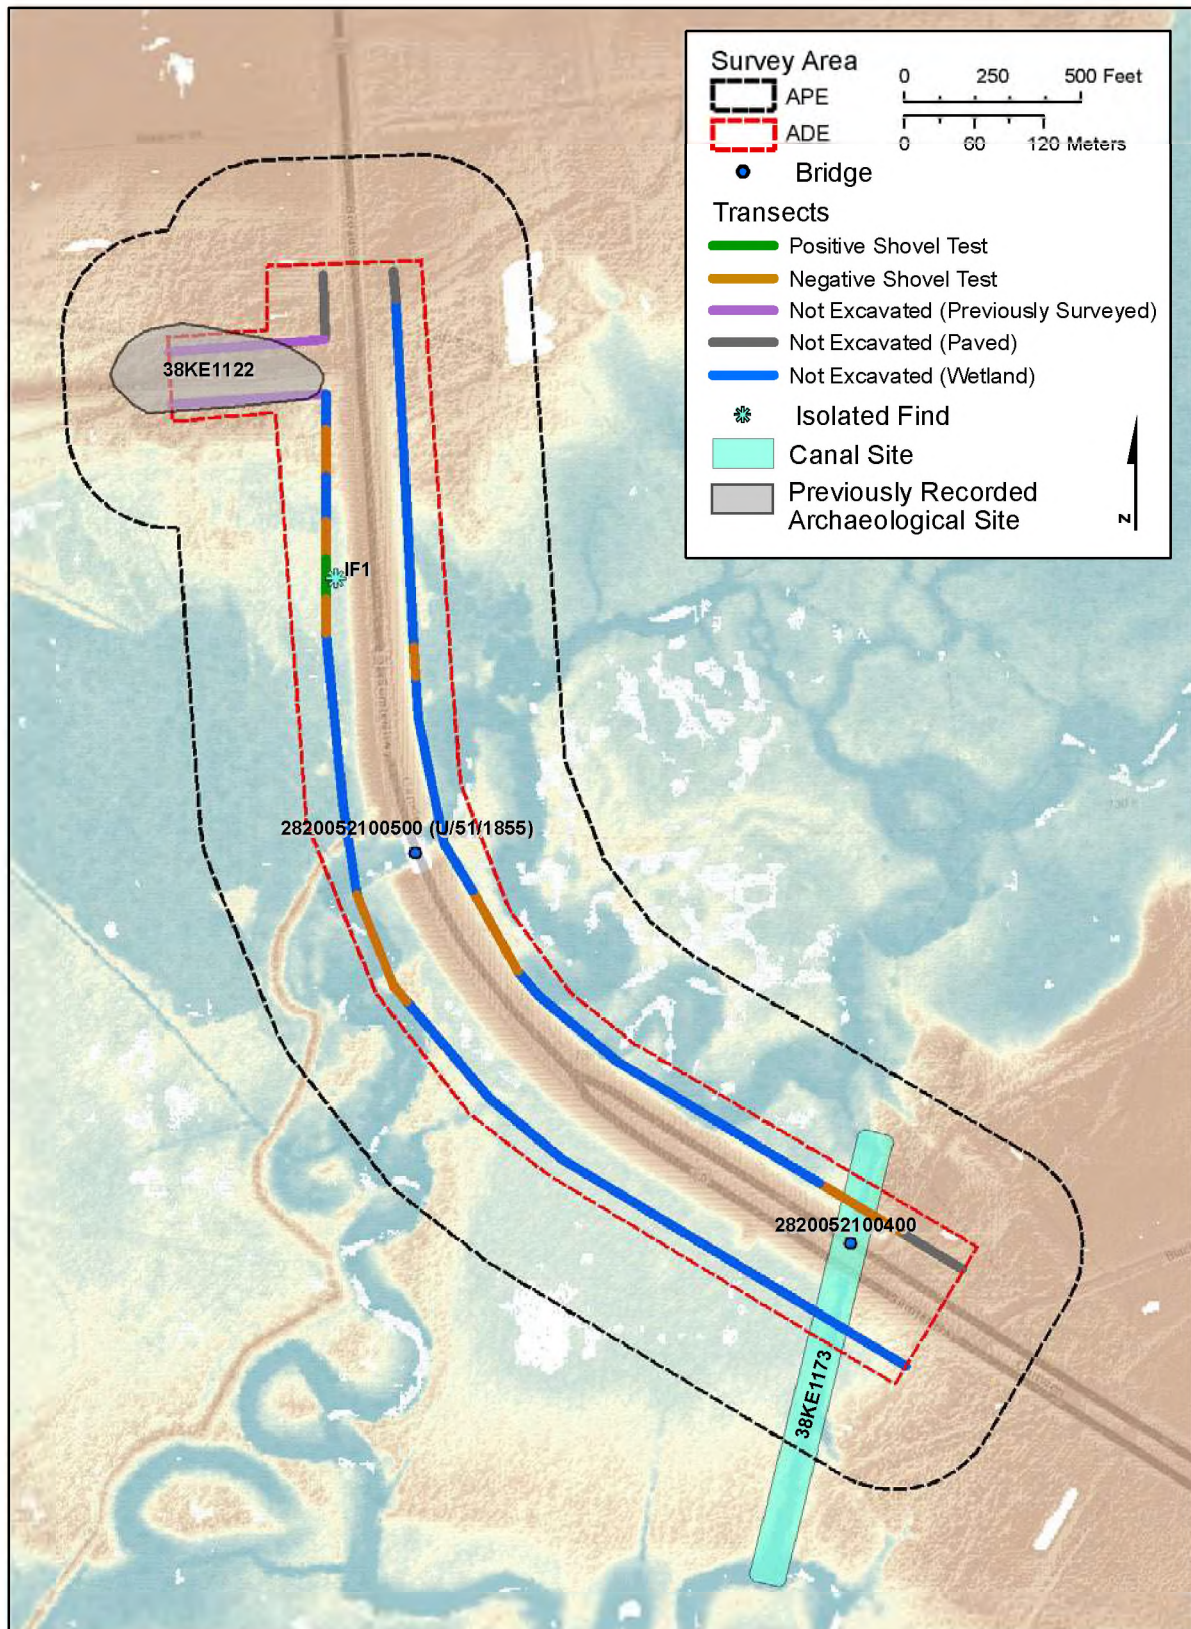 Survey Area
APE
ADE
0 250 500 Feet
0 60 120 Meters
Bridge
Transects
Positive Shovel Test
Negative Shovel Test
Not Excavated (Previously Surveyed)
Not Excavated (Paved)
Not Excavated (Wetland)
Isolated Find
Canal Site
Previously Recorded
Archaeological Site
N
38KE1122
IF1
2820052100500 (U/51/1855)
2820052100400
38KE1173